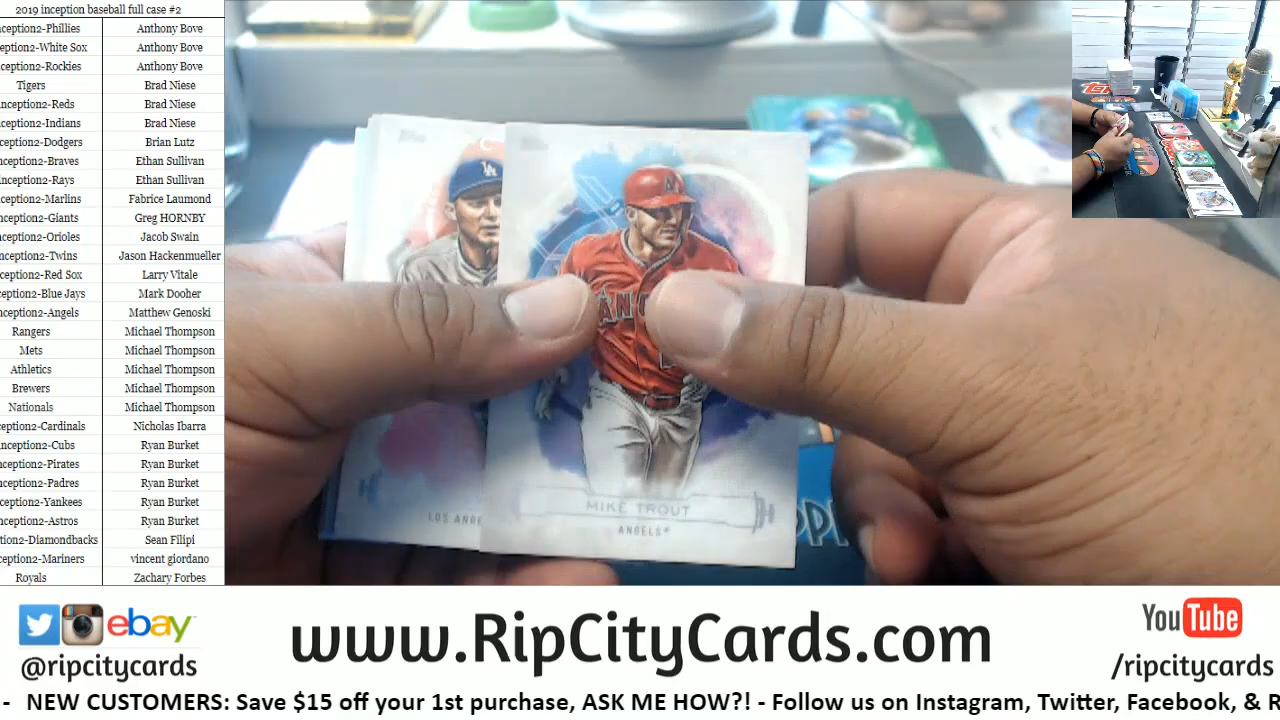 2019 inception baseball full case #2
nception2-Phillies Anthony Bove
ception2-White Sox Anthony Bove
ception2-Rockies Anthony Bove
Tigers Brad Niese
nception2-Reds Brad Niese
nception2-Indians Brad Niese
ception2-Dodgers Brian Lutz
nception2-Braves Ethan Sullivan
nception2-Rays Ethan Sullivan
nception2-Marlins Fabrice Laumond
nception2-Giants Greg HORNBY
nception2-Orioles Jacob Swain
nception2-Twins Jason Hackenmueller
ception2-Red Sox Larry Vitale
ception2-Blue Jays Mark Dooher
nception2-Angels Matthew Genoski
Rangers Michael Thompson
Mets Michael Thompson
Athletics Michael Thompson
Brewers Michael Thompson
Nationals Michael Thompson
ception2-Cardinals Nicholas Ibarra
nception2-Cubs Ryan Burket
nception2-Pirates Ryan Burket
nception2-Padres Ryan Burket
nception2-Yankees Ryan Burket
nception2-Astros Ryan Burket
tion2-Diamondbacks Sean Filipi
ception2-Mariners vincent giordano
Royals Zachary Forbes
LA
ANG
MIKE TROUT
ANGELS®
LOS ANGE
Topps
ebay
@ripcitycards
www.RipCityCards.com
YouTube
/ripcitycards
- NEW CUSTOMERS: Save $15 off your 1st purchase, ASK ME HOW?! - Follow us on Instagram, Twitter, Facebook, & R